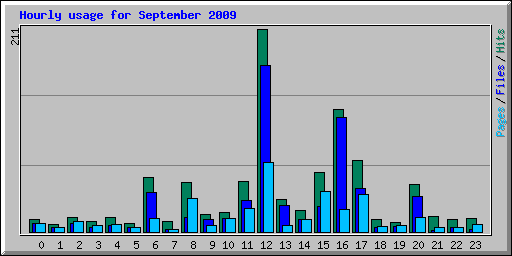 Hourly usage for September 2009
211
Pages / Files / Hits
0 1 2 3 4 5 6 7 8 9 10 11 12 13 14 15 16 17 18 19 20 21 22 23